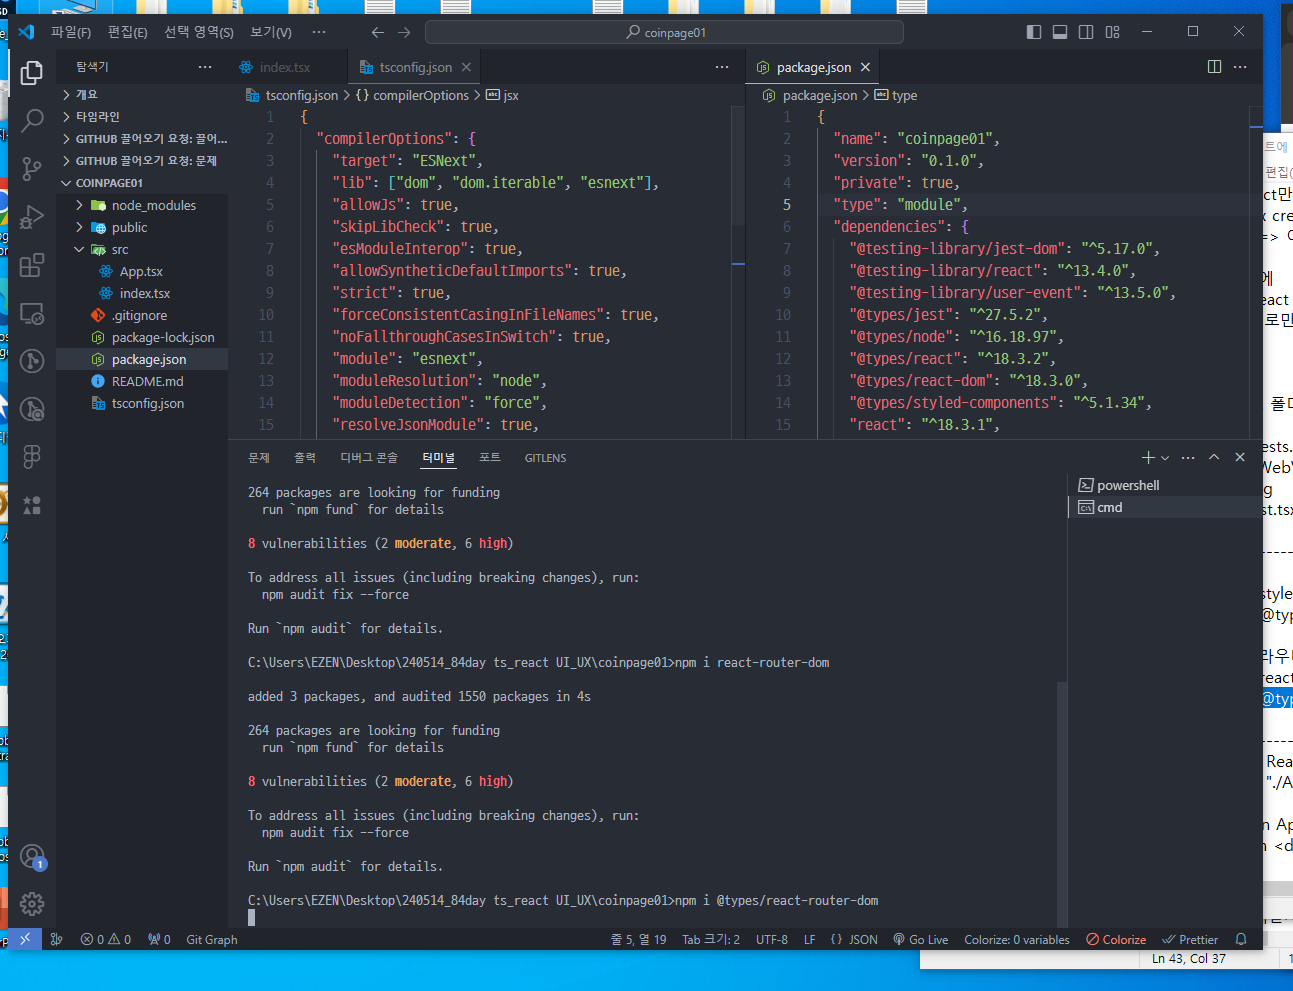 파일(F) 편집(E) 선택 영역(S) 보기(V) ··· coinpage01
탐색기 ···
개요
타임라인
GITHUB 끌어오기 요청: 끌어...
GITHUB 끌어오기 요청: 문제
COINPAGE01
node_modules
public
src
App.tsx
index.tsx
.gitignore
package-lock.json
package.json
README.md
tsconfig.json
index.tsx tsconfig.json ···
tsconfig.json > {} compilerOptions > jsx
1 {
2 "compilerOptions": {
3 "target": "ESNext",
4 "lib": ["dom", "dom.iterable", "esnext"],
5 "allowJs": true,
6 "skipLibCheck": true,
7 "esModuleInterop": true,
8 "allowSyntheticDefaultImports": true,
9 "strict": true,
10 "forceConsistentCasingInFileNames": true,
11 "noFallthroughCasesInSwitch": true,
12 "module": "esnext",
13 "moduleResolution": "node",
14 "moduleDetection": "force",
15 "resolveJsonModule": true,
package.json ···
package.json > type
1 {
2 "name": "coinpage01",
3 "version": "0.1.0",
4 "private": true,
5 "type": "module",
6 "dependencies": {
7 "@testing-library/jest-dom": "^5.17.0",
8 "@testing-library/react": "^13.4.0",
9 "@testing-library/user-event": "^13.5.0",
10 "@types/jest": "^27.5.2",
11 "@types/node": "^16.18.97",
12 "@types/react": "^18.3.2",
13 "@types/react-dom": "^18.3.0",
14 "@types/styled-components": "^5.1.34",
15 "react": "^18.3.1",
문제 출력 디버그 콘솔 터미널 포트 GITLENS
264 packages are looking for funding
run `npm fund` for details
8 vulnerabilities (2 moderate, 6 high)
To address all issues (including breaking changes), run:
npm audit fix --force
Run `npm audit` for details.
C:\Users\EZEN\Desktop\240514_84day ts_react UI_UX\coinpage01>npm i react-router-dom
added 3 packages, and audited 1550 packages in 4s
264 packages are looking for funding
run `npm fund` for details
8 vulnerabilities (2 moderate, 6 high)
To address all issues (including breaking changes), run:
npm audit fix --force
Run `npm audit` for details.
C:\Users\EZEN\Desktop\240514_84day ts_react UI_UX\coinpage01>npm i @types/react-router-dom
powershell
cmd
1
0 0 0 Git Graph 줄 5, 열 19 Tab 크기: 2 UTF-8 LF {} JSON Go Live Colorize: 0 variables Colorize Prettier
Ln 43, Col 37